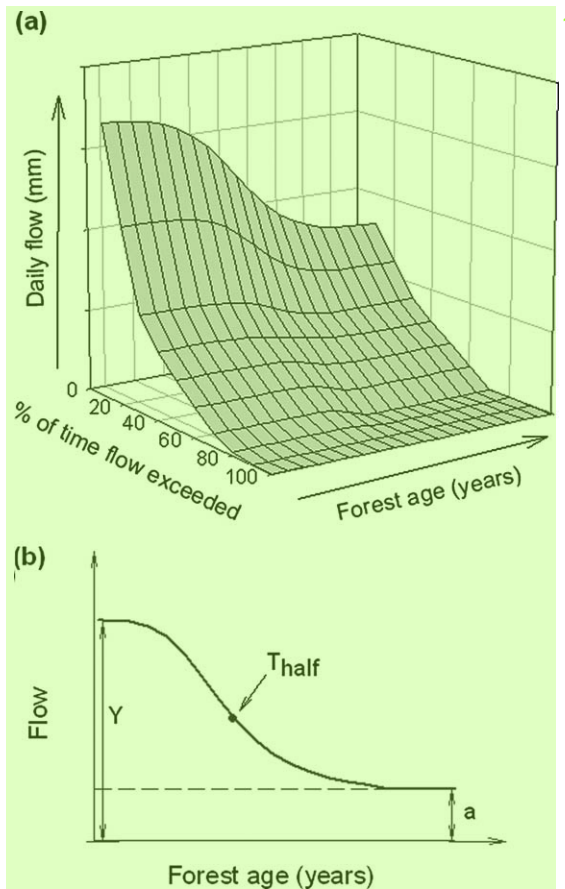 (a)
Daily flow (mm)
0
20
40
60
80
100
% of time flow exceeded
Forest age (years)
(b)
T half
Y
Flow
a
Forest age (years)